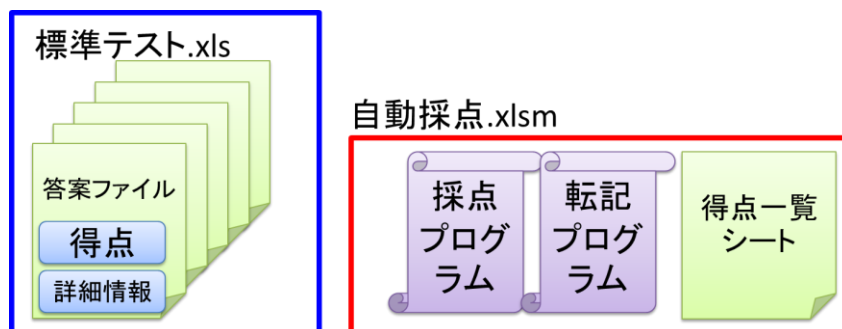 標準テスト.xls
答案ファイル
得点
詳細情報
自動採点.xlsm
採点
プログ
ラム
転記
プログ
ラム
得点一覧
シート